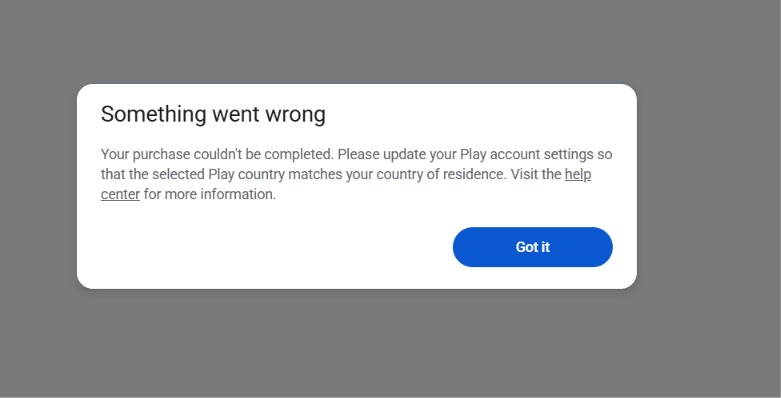 Something went wrong
Your purchase couldn't be completed. Please update your Play account settings so
that the selected Play country matches your country of residence. Visit the help
center for more information.
Got it